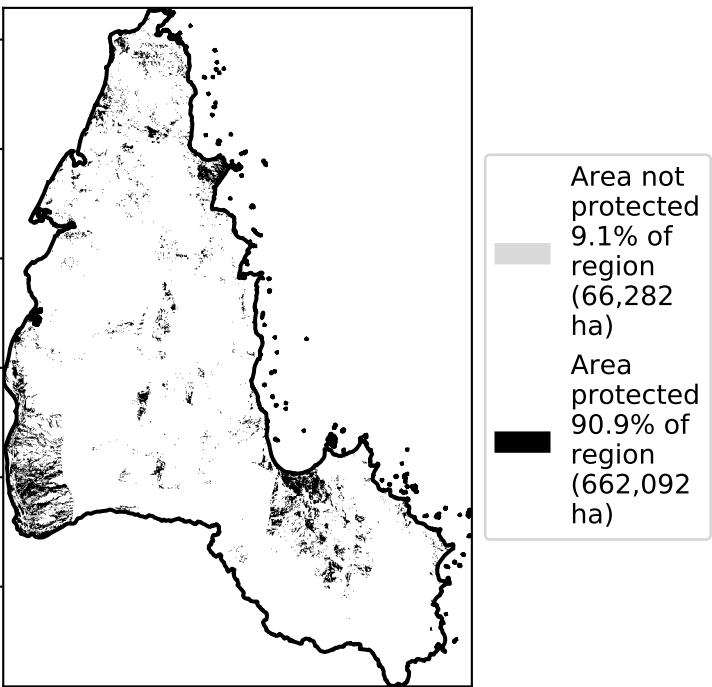 Area not
protected
9.1% of
region
(66,282
ha)
Area
protected
90.9% of
region
(662,092
ha)